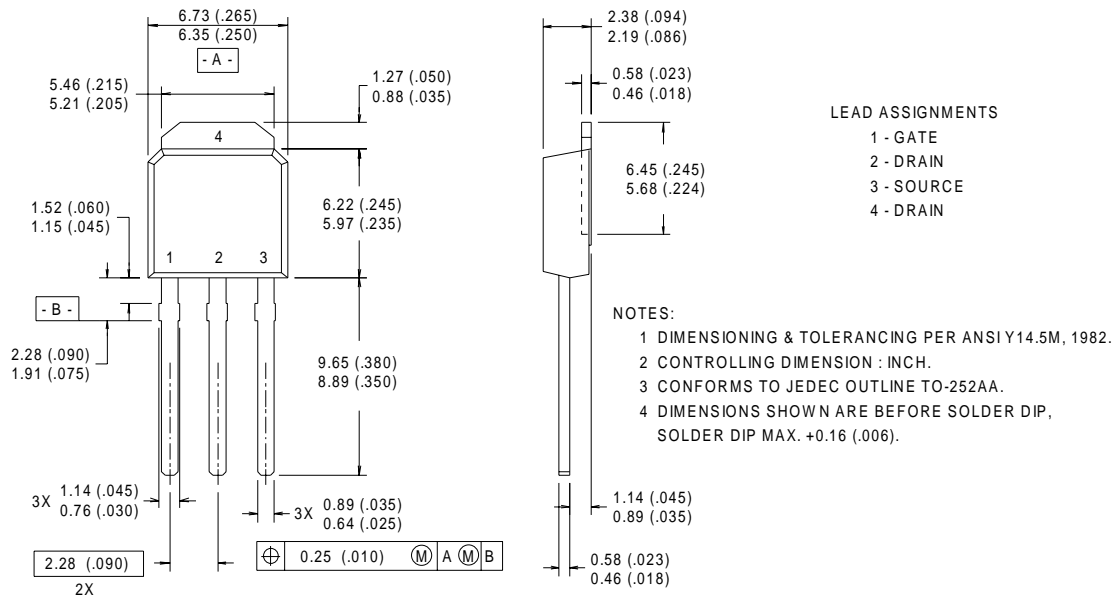 6.73 (.265)
6.35 (.250)
- A -
5.46 (.215)
5.21 (.205)
1.27 (.050)
0.88 (.035)
4
1.52 (.060)
1.15 (.045)
6.22 (.245)
5.97 (.235)
1 2 3
- B -
2.28 (.090)
1.91 (.075)
9.65 (.380)
8.89 (.350)
3X 1.14 (.045)
0.76 (.030)
3X 0.89 (.035)
0.64 (.025)
2.28 (.090)
2X
0.25 (.010) M A M B
2.38 (.094)
2.19 (.086)
0.58 (.023)
0.46 (.018)
6.45 (.245)
5.68 (.224)
1.14 (.045)
0.89 (.035)
0.58 (.023)
0.46 (.018)
LEAD ASSIGNMENTS
1 - GATE
2 - DRAIN
3 - SOURCE
4 - DRAIN
NOTES:
1 DIMENSIONING & TOLERANCING PER ANSI Y14.5M, 1982.
2 CONTROLLING DIMENSION : INCH.
3 CONFORMS TO JEDEC OUTLINE TO-252AA.
4 DIMENSIONS SHOWN ARE BEFORE SOLDER DIP,
SOLDER DIP MAX. +0.16 (.006).